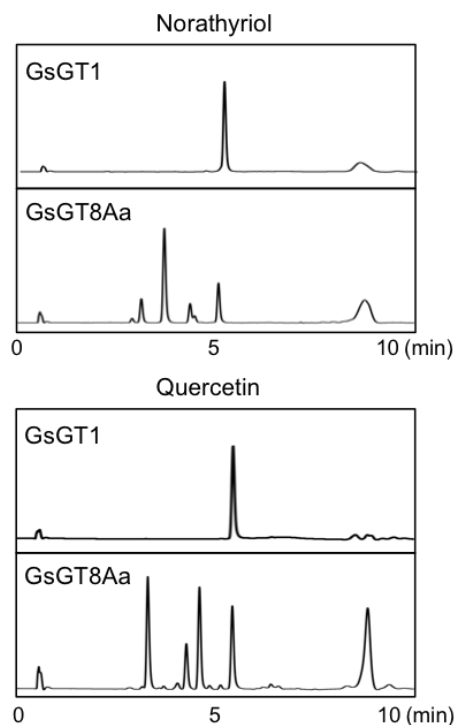 Norathyriol
GsGT1
GsGT8Aa
0 5 10 (min)
Quercetin
GsGT1
GsGT8Aa
0 5 10 (min)